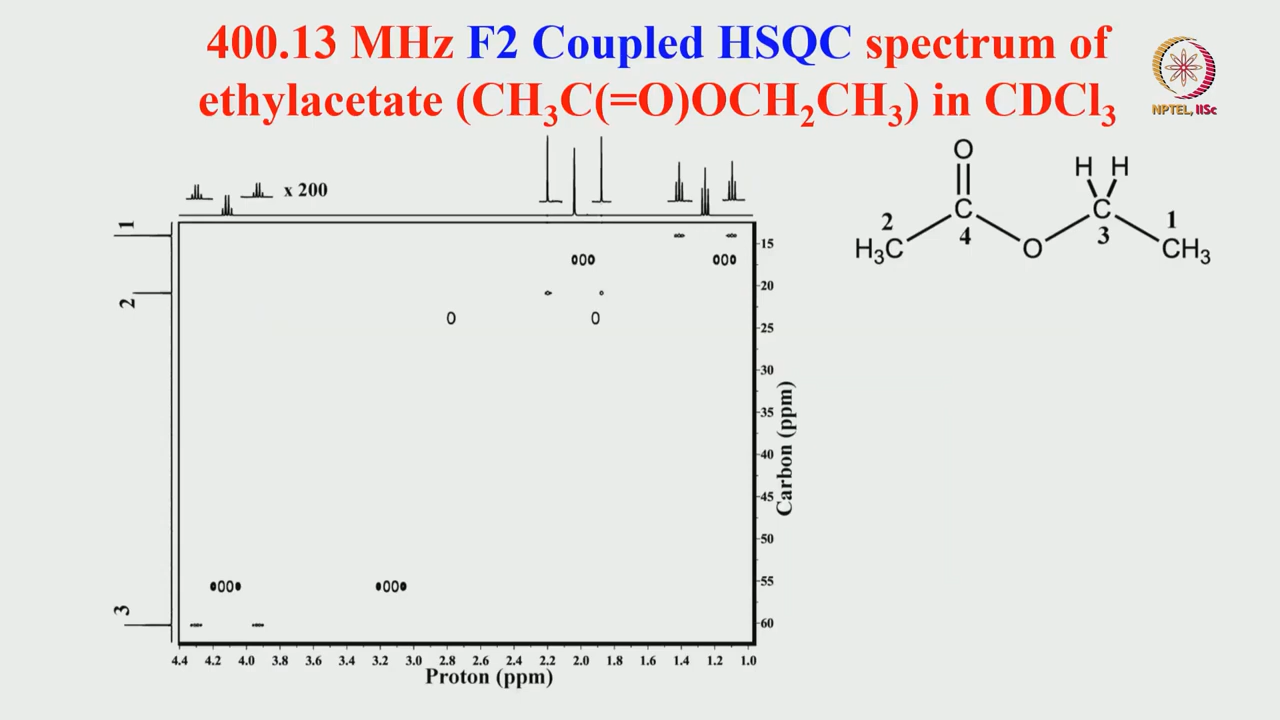 400.13 MHz F2 Coupled HSQC spectrum of
ethylacetate (CH₃C(=O)OCH₂CH₃) in CDCl₃
NPTEL, IISc
x 200
O
H H
2
C
C
1
H₃C
4
O
3
CH₃
1
2
3
15
20
25
30
35
40
45
50
55
60
Carbon (ppm)
4.4 4.2 4.0 3.8 3.6 3.4 3.2 3.0 2.8 2.6 2.4 2.2 2.0 1.8 1.6 1.4 1.2 1.0
Proton (ppm)